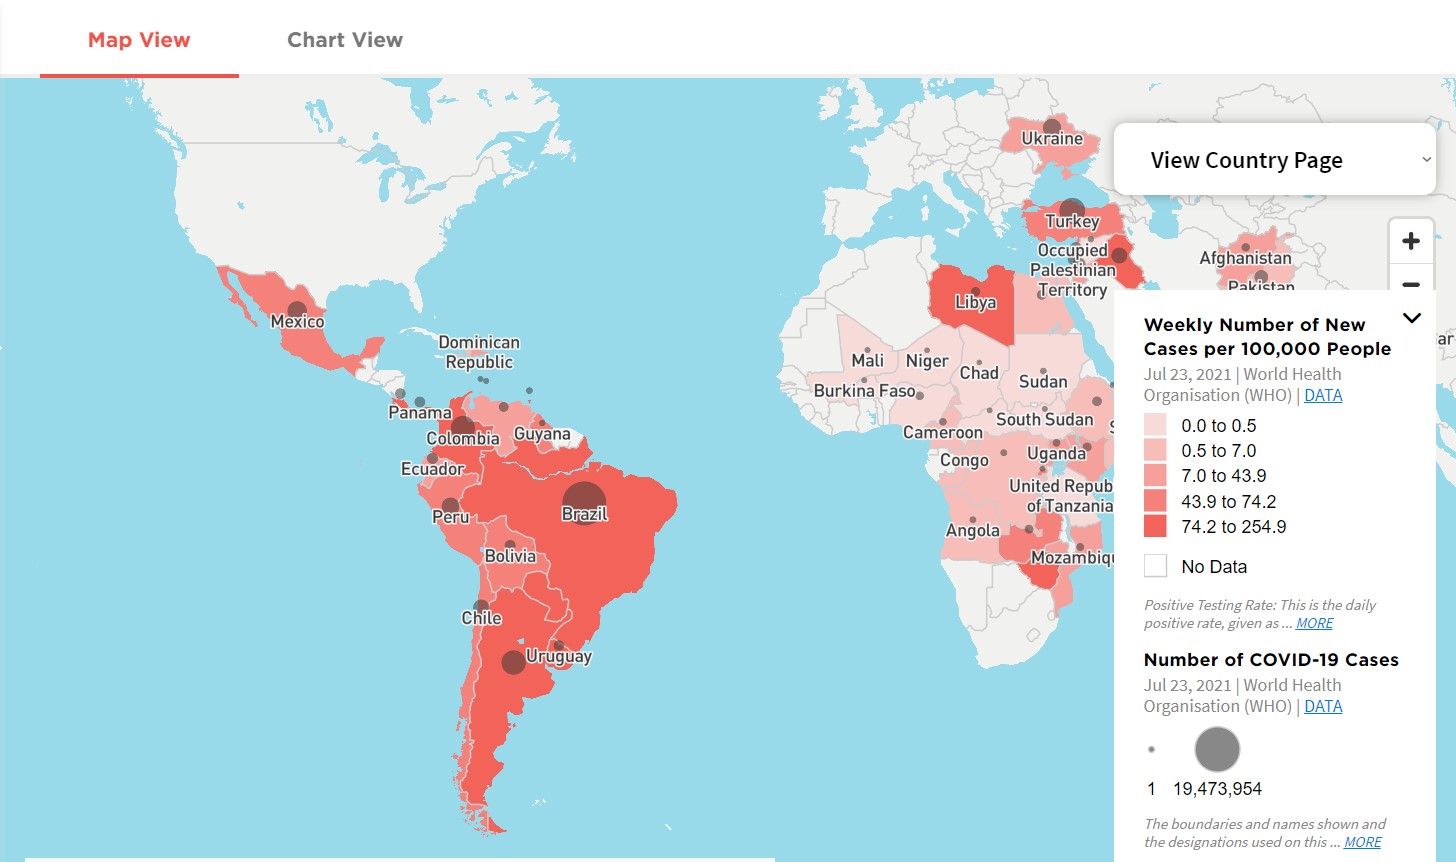 Map View
Chart View
Ukraine
View Country Page
Turkey
Occupied
Palestinian
Territory
Afghanistan
Pakistan
+
−
Mexico
Libya
Dominican
Republic
Mali
Niger
Chad
Sudan
Burkina Faso
Panama
Colombia
Guyana
Cameroon
South Sudan
Ecuador
Congo
Uganda
United Repub
of Tanzania
Peru
Brazil
Angola
Bolivia
Mozambiq
Chile
Uruguay
Weekly Number of New
Cases per 100,000 People
Jul 23, 2021 | World Health
Organisation (WHO) | DATA
0.0 to 0.5
0.5 to 7.0
7.0 to 43.9
43.9 to 74.2
74.2 to 254.9
No Data
Positive Testing Rate: This is the daily
positive rate, given as ... MORE
Number of COVID-19 Cases
Jul 23, 2021 | World Health
Organisation (WHO) | DATA
1 19,473,954
The boundaries and names shown and
the designations used on this ... MORE